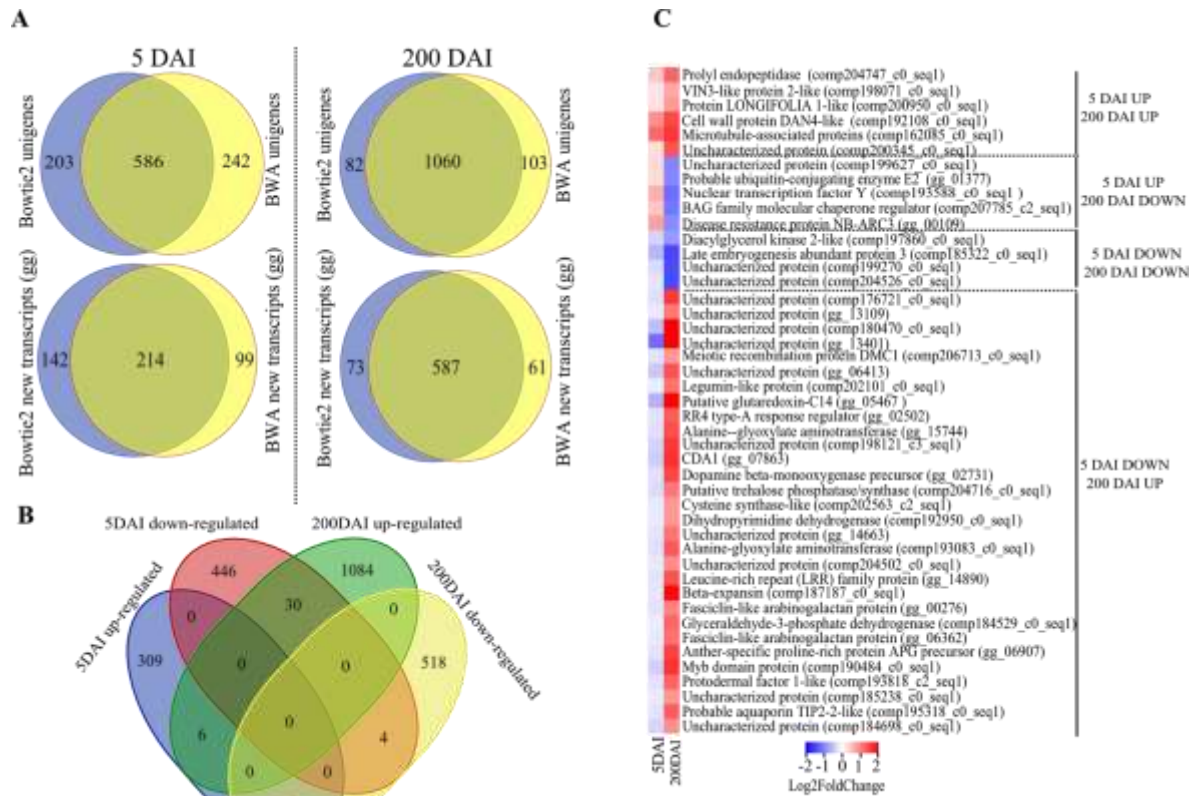 A
5 DAI
200 DAI
Bowtie2 unigenes
203
586
242
BWA unigenes
Bowtie2 unigenes
82
1060
103
BWA unigenes
Bowtie2 new transcripts (gg)
142
214
99
BWA new transcripts (gg)
Bowtie2 new transcripts (gg)
73
587
61
BWA new transcripts (gg)
B
5DAI up-regulated
5DAI down-regulated
200DAI up-regulated
200DAI down-regulated
446
1084
309
0
30
0
518
0
0
6
0
4
0
0
C
Prolyl endopeptidase (comp204747_c0_seq1)
VIN3-like protein 2-like (comp198071_c0_seq1)
Protein LONGIFOLIA 1-like (comp200950_c0_seq1)
Cell wall protein DAN4-like (comp192108_c0_seq1)
Microtubule-associated proteins (comp162085_c0_seq1)
Uncharacterized protein (comp200345_c0_seq1)
Uncharacterized protein (comp199627_c0_seq1)
Probable ubiquitin-conjugating enzyme E2 (gg_01377)
Nuclear transcription factor Y (comp193588_c0_seq1 )
BAG family molecular chaperone regulator (comp207785_c2_seq1)
Disease resistance protein NB-ARC3 (gg_00109)
Diacylglycerol kinase 2-like (comp197860_c0_seq1)
Late embryogenesis abundant protein 3 (comp185322_c0_seq1)
Uncharacterized protein (comp199270_c0_seq1)
Uncharacterized protein (comp204526_c0_seq1)
Uncharacterized protein (comp176721_c0_seq1)
Uncharacterized protein (gg_13109)
Uncharacterized protein (comp180470_c0_seq1)
Uncharacterized protein (gg_13401)
Meiotic recombination protein DMC1 (comp206713_c0_seq1)
Uncharacterized protein (gg_06413)
Legumin-like protein (comp202101_c0_seq1)
Putative glutaredoxin-C14 (gg_05467 )
RR4 type-A response regulator (gg_02502)
Alanine--glyoxylate aminotransferase (gg_15744)
Uncharacterized protein (comp198121_c3_seq1)
CDA1 (gg_07863)
Dopamine beta-monooxygenase precursor (gg_02731)
Putative trehalose phosphatase/synthase (comp204716_c0_seq1)
Cysteine synthase-like (comp202563_c2_seq1)
Dihydropyrimidine dehydrogenase (comp192950_c0_seq1)
Uncharacterized protein (gg_14663)
Alanine-glyoxylate aminotransferase (comp193083_c0_seq1)
Uncharacterized protein (comp204502_c0_seq1)
Leucine-rich repeat (LRR) family protein (gg_14890)
Beta-expansin (comp187187_c0_seq1)
Fasciclin-like arabinogalactan protein (gg_00276)
Glyceraldehyde-3-phosphate dehydrogenase (comp184529_c0_seq1)
Fasciclin-like arabinogalactan protein (gg_06362)
Anther-specific proline-rich protein APG precursor (gg_06907)
Myb domain protein (comp190484_c0_seq1)
Protodermal factor 1-like (comp193818_c2_seq1)
Uncharacterized protein (comp185238_c0_seq1)
Probable aquaporin TIP2-2-like (comp195318_c0_seq1)
Uncharacterized protein (comp184698_c0_seq1)
5 DAI UP
200 DAI UP
5 DAI UP
200 DAI DOWN
5 DAI DOWN
200 DAI DOWN
5 DAI DOWN
200 DAI UP
5DAI
200DAI
-2 -1 0 1 2
Log2FoldChange